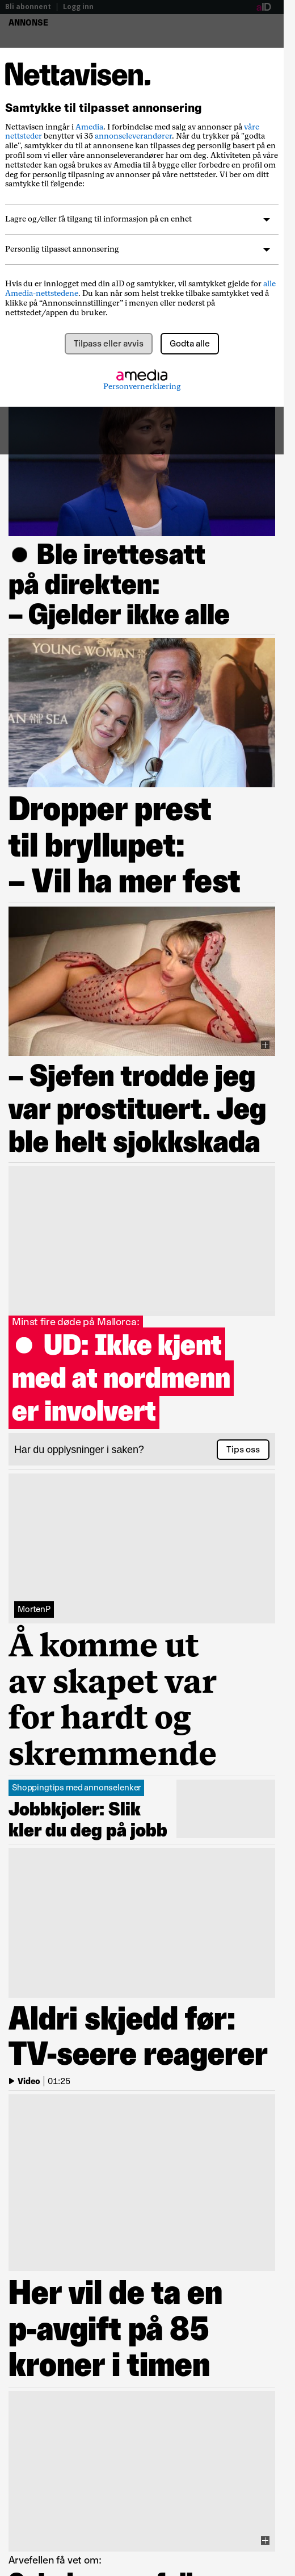 Bli abonnent | Logg inn
aID
ANNONSE
Nettavisen.
Samtykke til tilpasset annonsering
Nettavisen inngår i Amedia. I forbindelse med salg av annonser på våre
nettsteder benytter vi 35 annonseleverandører. Når du trykker på "godta
alle", samtykker du til at annonsene kan tilpasses deg personlig basert på en
profil som vi eller våre annonseleverandører har om deg. Aktiviteten på våre
nettsteder kan også brukes av Amedia til å bygge eller forbedre en profil om
deg for personlig tilpasning av annonser på våre nettsteder. Vi ber om ditt
samtykke til følgende:
Lagre og/eller få tilgang til informasjon på en enhet
Personlig tilpasset annonsering
Hvis du er innlogget med din aID og samtykker, vil samtykket gjelde for alle
Amedia-nettstedene. Du kan når som helst trekke tilbake samtykket ved å
klikke på “Annonseinnstillinger” i menyen eller nederst på
nettstedet/appen du bruker.
Tilpass eller avvis
Godta alle
amedia
Personvernerklæring
Ble irettesatt
på direkten:
– Gjelder ikke alle
YOUNG WOMAN
AN AND THE SEA
Dropper prest
til bryllupet:
– Vil ha mer fest
– Sjefen trodde jeg
var prostituert. Jeg
ble helt sjokkskada
Minst fire døde på Mallorca:
UD: Ikke kjent
med at nordmenn
er involvert
Har du opplysninger i saken?
Tips oss
MortenP
Å komme ut
av skapet var
for hardt og
skremmende
Shoppingtips med annonselenker
Jobbkjoler: Slik
kler du deg på jobb
Aldri skjedd før:
TV-seere reagerer
Video | 01:25
Her vil de ta en
p-avgift på 85
kroner i timen
Arvefellen få vet om: